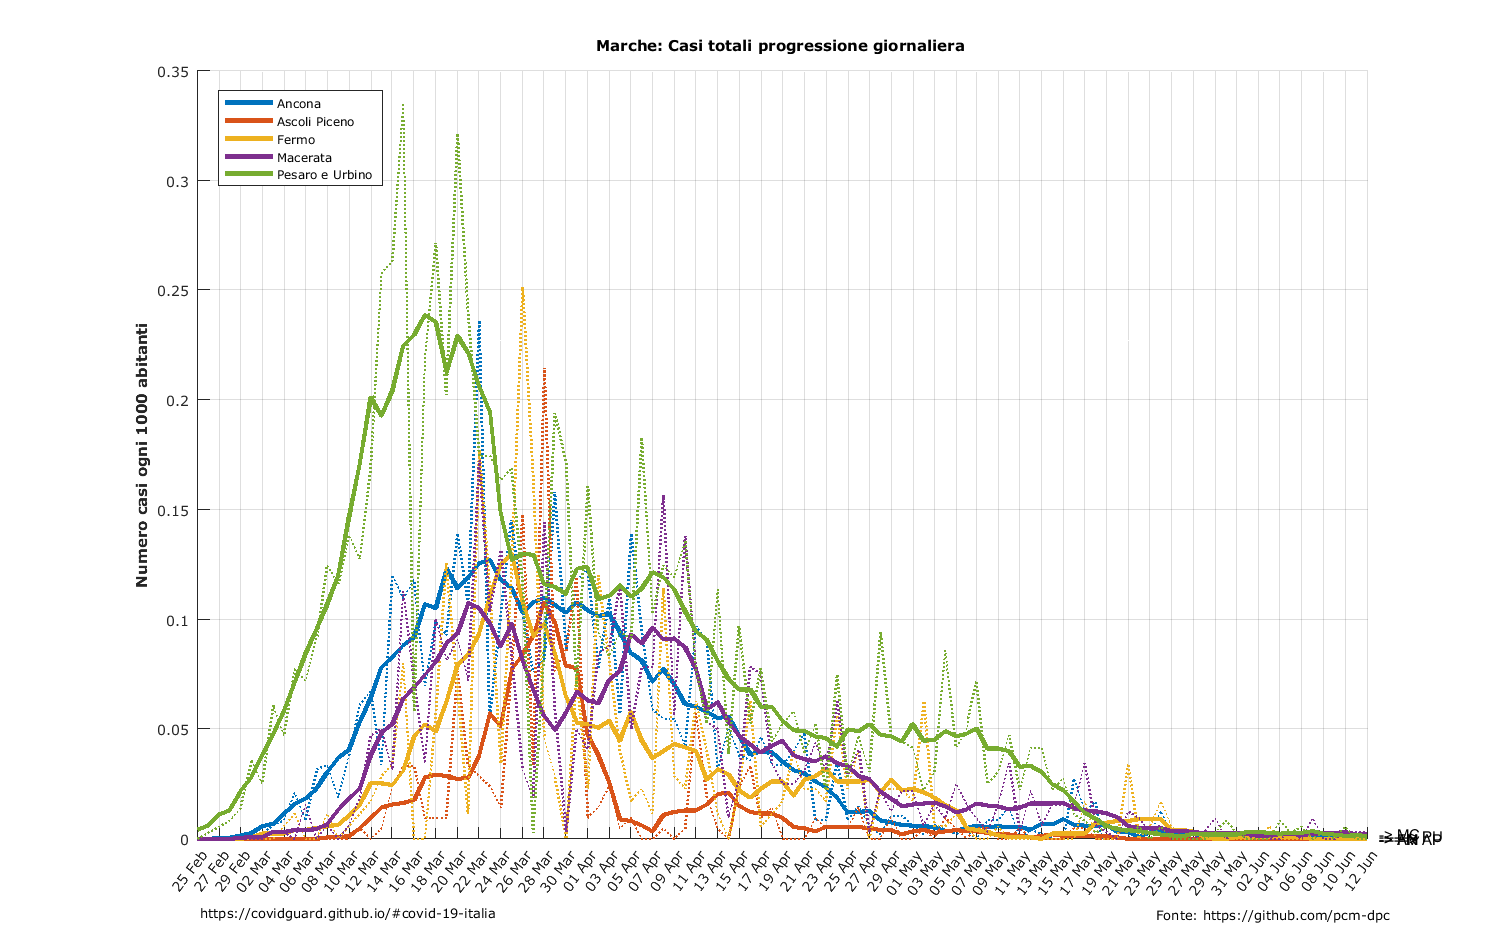 Marche: Casi totali progressione giornaliera
Numero casi ogni 1000 abitanti
0.35
0.3
0.25
0.2
0.15
0.1
0.05
0
Ancona
Ascoli Piceno
Fermo
Macerata
Pesaro e Urbino
25 Feb
27 Feb
29 Feb
02 Mar
04 Mar
06 Mar
08 Mar
10 Mar
12 Mar
14 Mar
16 Mar
18 Mar
20 Mar
22 Mar
24 Mar
26 Mar
28 Mar
30 Mar
01 Apr
03 Apr
05 Apr
07 Apr
09 Apr
11 Apr
13 Apr
15 Apr
17 Apr
19 Apr
21 Apr
23 Apr
25 Apr
27 Apr
29 Apr
01 May
03 May
05 May
07 May
09 May
11 May
13 May
15 May
17 May
19 May
21 May
23 May
25 May
27 May
29 May
31 May
02 Jun
04 Jun
06 Jun
08 Jun
10 Jun
12 Jun
https://covidguard.github.io/#covid-19-italia
Fonte: https://github.com/pcm-dpc